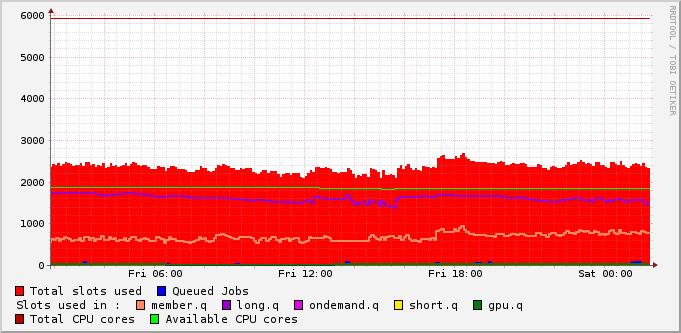 RRDTOOL / TOBI OETIKER
6000
5000
4000
3000
2000
1000
0
Fri 06:00 Fri 12:00 Fri 18:00 Sat 00:00
Total slots used Queued Jobs
Slots used in : member.q long.q ondemand.q short.q gpu.q
Total CPU cores Available CPU cores